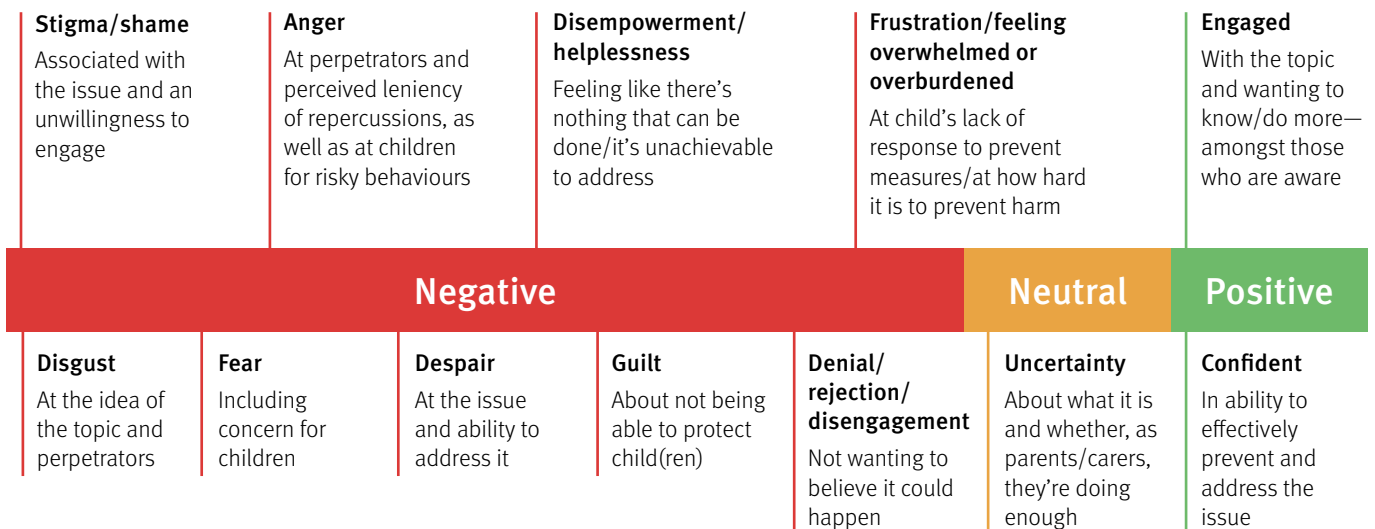 Stigma/shame
Associated with
the issue and an
unwillingness to
engage
Anger
At perpetrators and
perceived leniency
of repercussions, as
well as at children
for risky behaviours
Disempowerment/
helplessness
Feeling like there’s
nothing that can be
done/it’s unachievable
to address
Frustration/feeling
overwhelmed or
overburdened
At child’s lack of
response to prevent
measures/at how hard
it is to prevent harm
Engaged
With the topic
and wanting to
know/do more—
amongst those
who are aware
Negative
Neutral
Positive
Disgust
At the idea of
the topic and
perpetrators
Fear
Including
concern for
children
Despair
At the issue
and ability to
address it
Guilt
About not being
able to protect
child(ren)
Denial/
rejection/
disengagement
Not wanting to
believe it could
happen
Uncertainty
About what it is
and whether, as
parents/carers,
they’re doing
enough
Confident
In ability to
effectively
prevent and
address the
issue